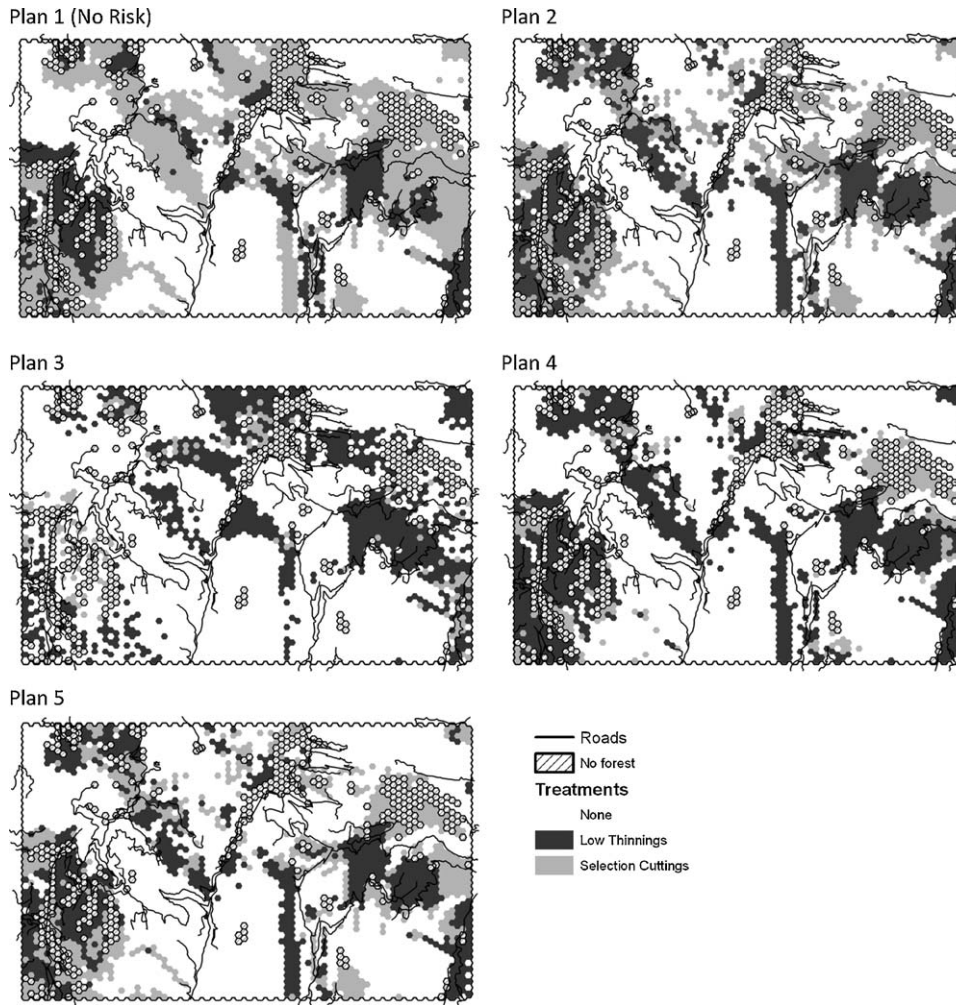 Plan 1 (No Risk)
Plan 2
Plan 3
Plan 4
Plan 5
Roads
No forest
Treatments
None
Low Thinnings
Selection Cuttings